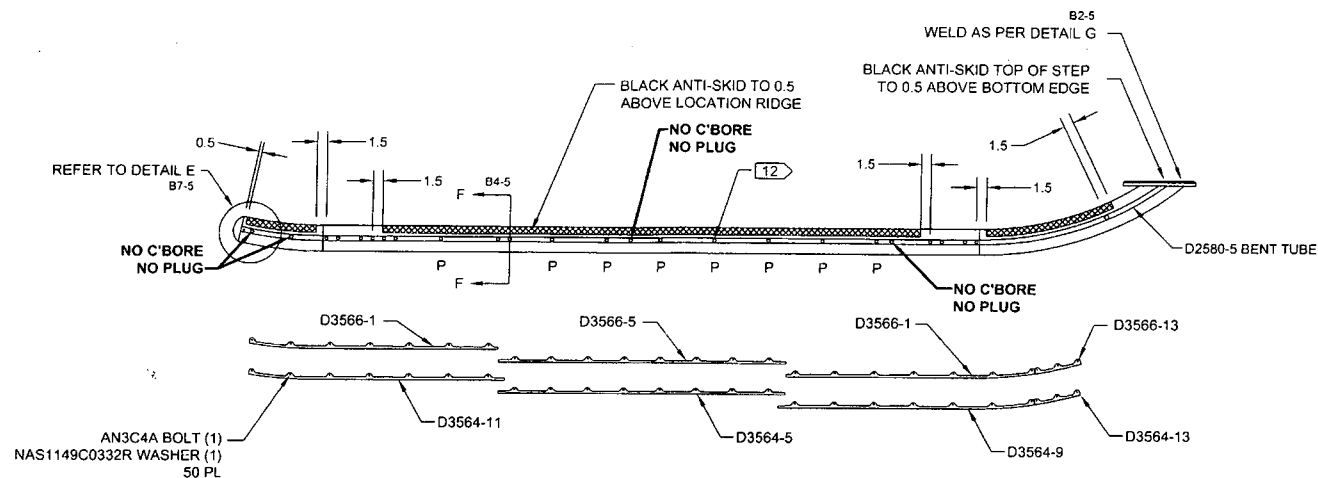 B2-5
WELD AS PER DETAIL G
BLACK ANTI-SKID TOP OF STEP
TO 0.5 ABOVE BOTTOM EDGE
BLACK ANTI-SKID TO 0.5
ABOVE LOCATION RIDGE
NO C'BORE
NO PLUG
0.5
1.5
1.5
1.5
1.5
1.5
REFER TO DETAIL E
B7-5
F
B4-5
12
NO C'BORE
NO PLUG
D2580-5 BENT TUBE
P
P
P
P
P
P
P
P
F
NO C'BORE
NO PLUG
D3566-1
D3566-5
D3566-1
D3566-13
D3564-11
D3564-5
D3564-9
D3564-13
AN3C4A BOLT (1)
NAS1149C0332R WASHER (1)
50 PL